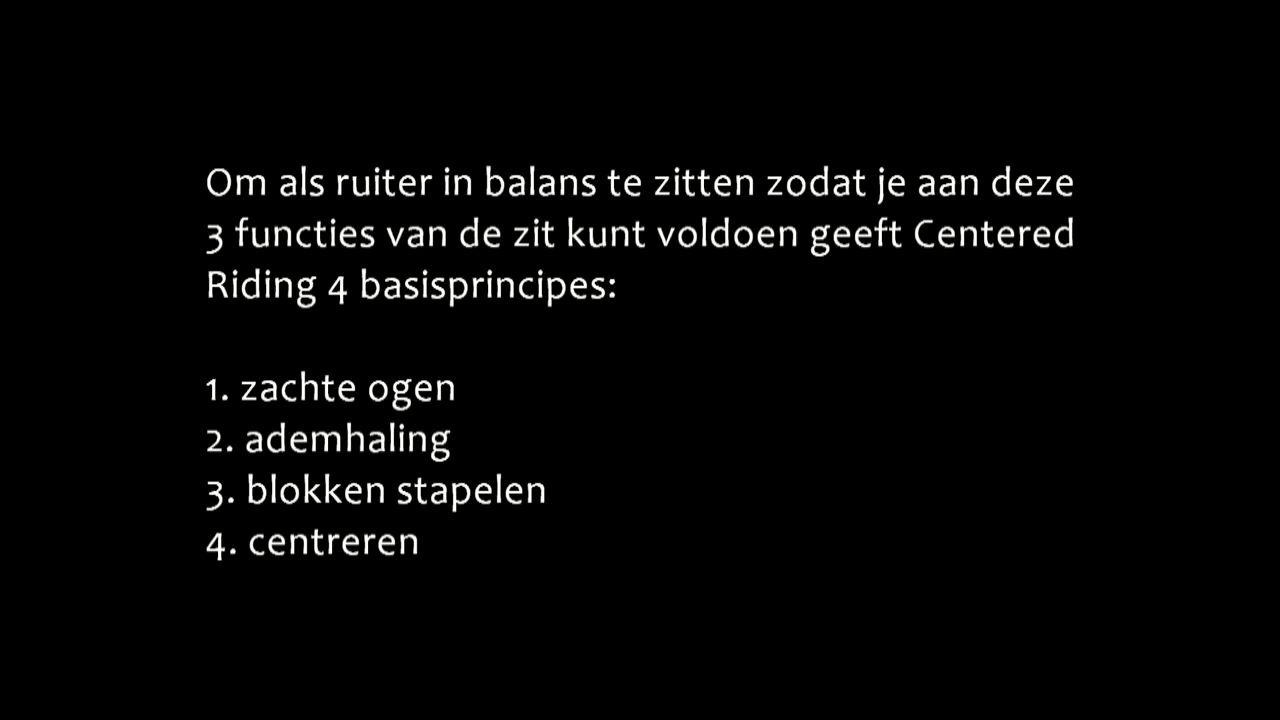 Om als ruiter in balans te zitten zodat je aan deze
3 functies van de zit kunt voldoen geeft Centered
Riding 4 basisprincipes:
1. zachte ogen
2. ademhaling
3. blokken stapelen
4. centreren